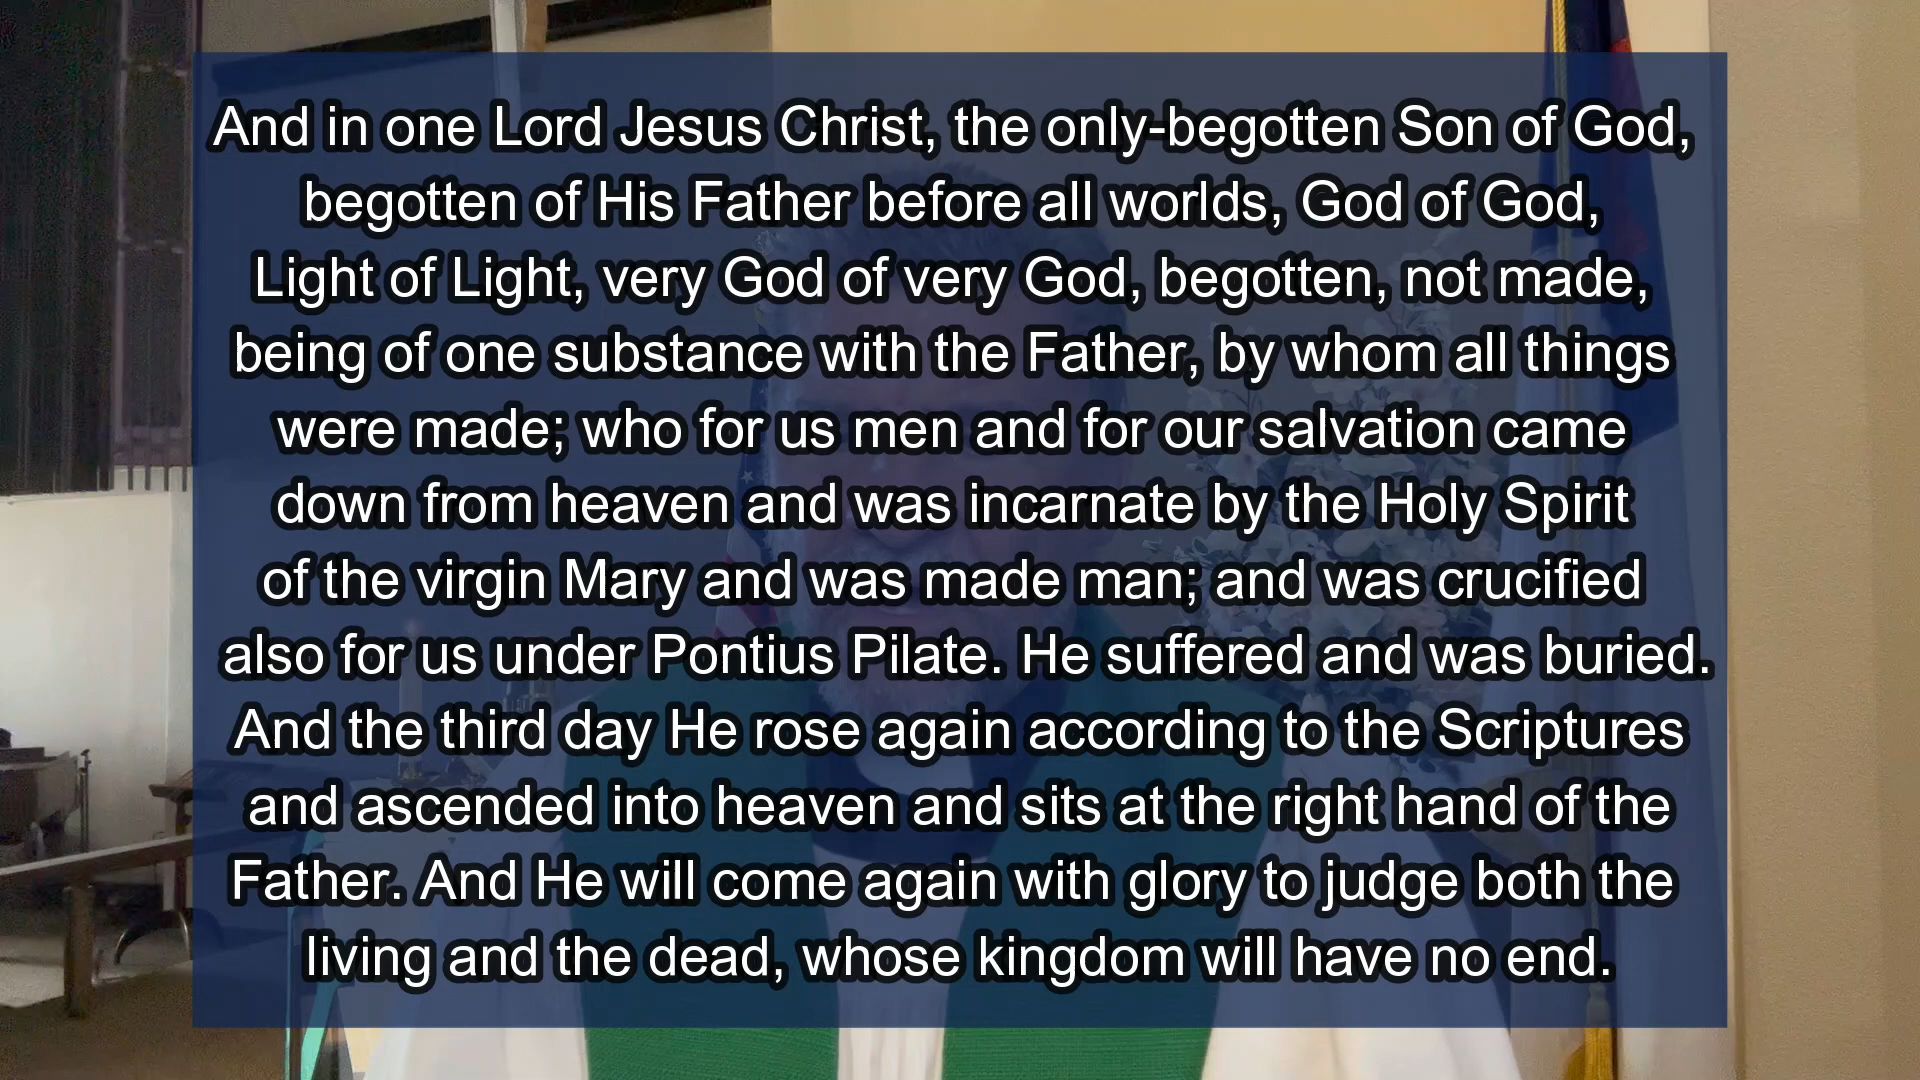 And in one Lord Jesus Christ, the only-begotten Son of God,
begotten of His Father before all worlds, God of God,
Light of Light, very God of very God, begotten, not made,
being of one substance with the Father, by whom all things
were made; who for us men and for our salvation came
down from heaven and was incarnate by the Holy Spirit
of the virgin Mary and was made man; and was crucified
also for us under Pontius Pilate. He suffered and was buried.
And the third day He rose again according to the Scriptures
and ascended into heaven and sits at the right hand of the
Father. And He will come again with glory to judge both the
living and the dead, whose kingdom will have no end.